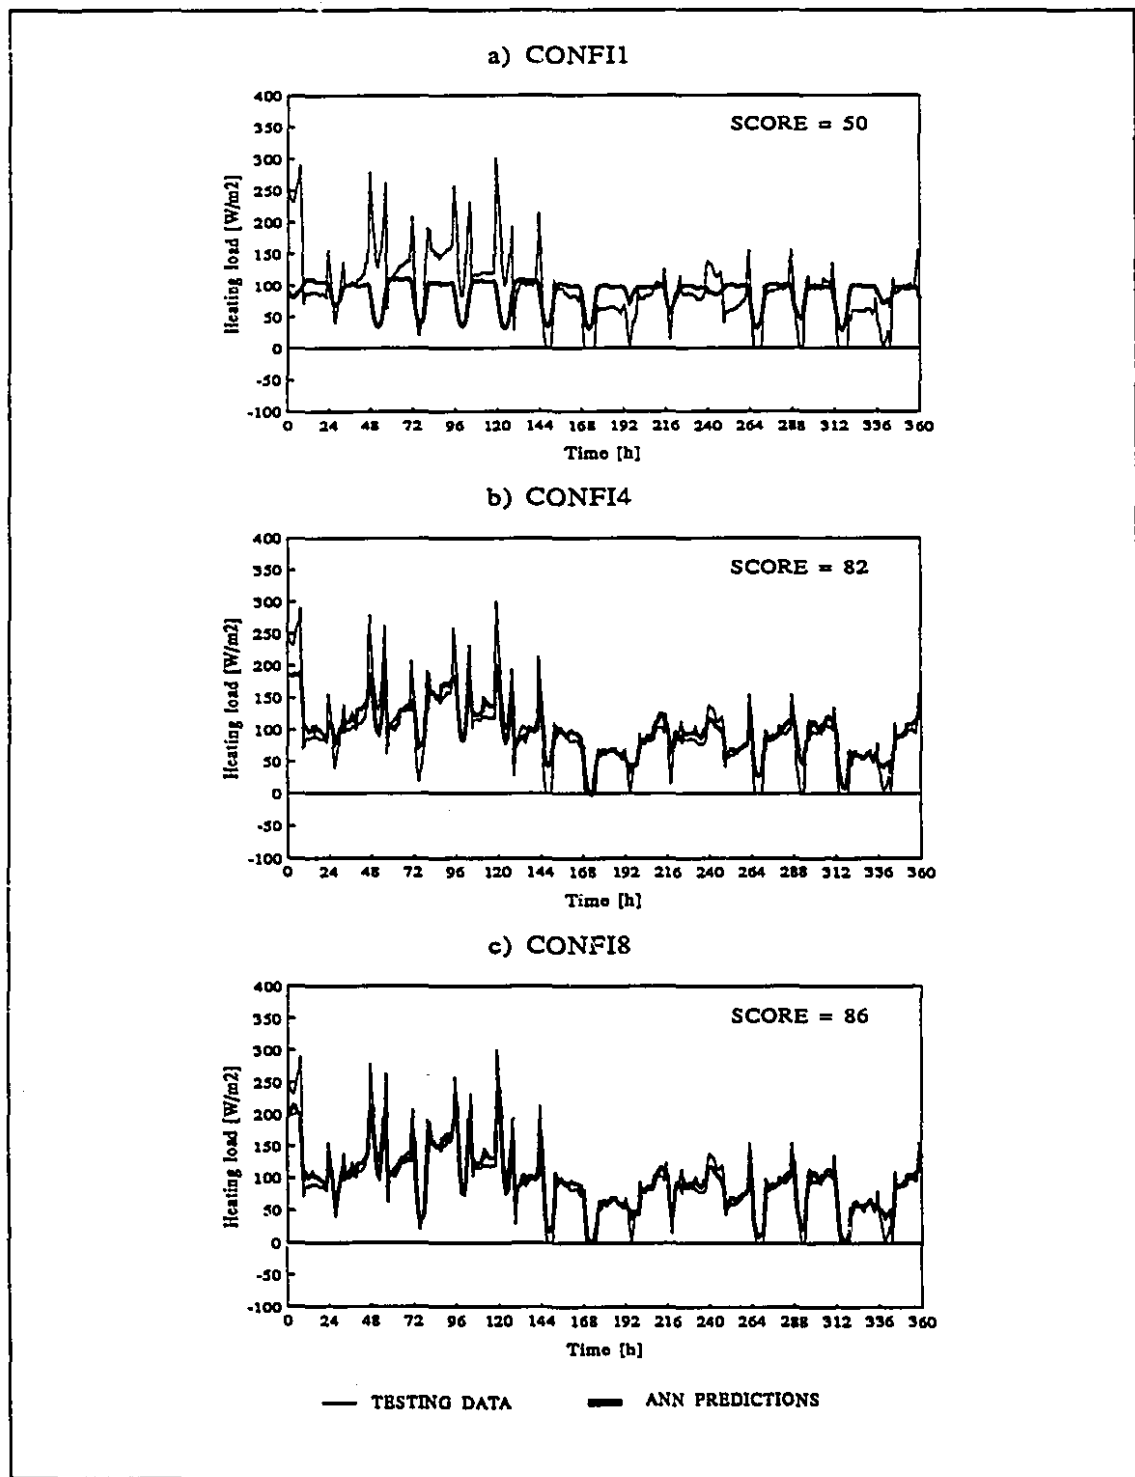 a) CONFI1
SCORE = 50
Heating load [W/m2]
400
350
300
250
200
150
100
50
0
-50
-100
0 24 48 72 96 120 144 168 192 216 240 264 288 312 336 360
Time [h]
b) CONFI4
SCORE = 82
Heating load [W/m2]
400
350
300
250
200
150
100
50
0
-50
-100
0 24 48 72 96 120 144 168 192 216 240 264 288 312 336 360
Time [h]
c) CONFI8
SCORE = 86
Heating load [W/m2]
400
350
300
250
200
150
100
50
0
-50
-100
0 24 48 72 96 120 144 168 192 216 240 264 288 312 336 360
Time [h]
TESTING DATA ANN PREDICTIONS